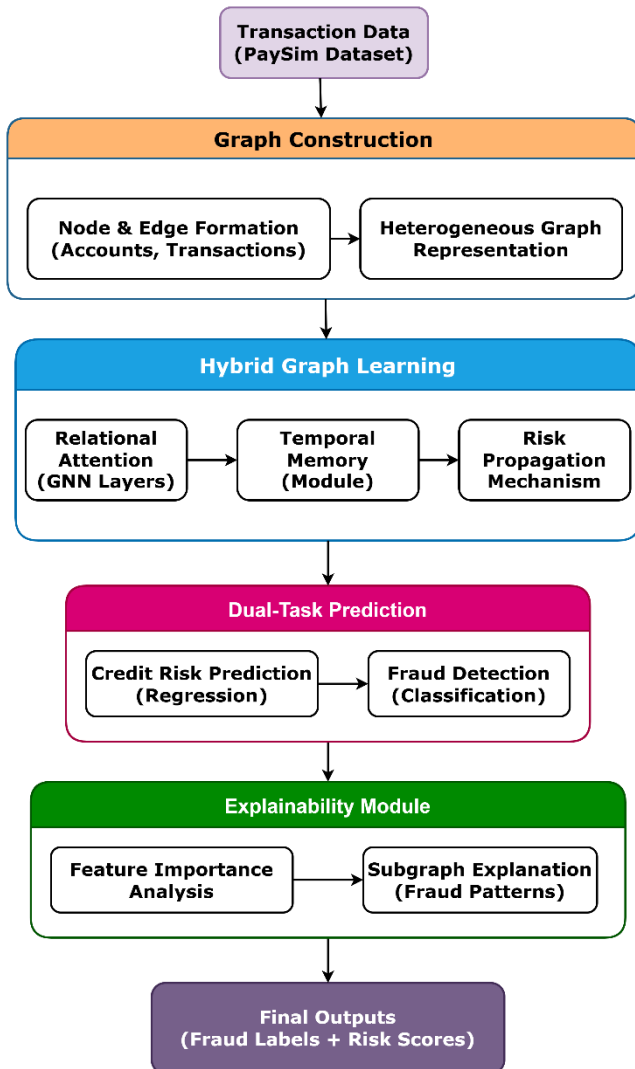 Transaction Data
(PaySim Dataset)
Graph Construction
Node & Edge Formation
(Accounts, Transactions)
Heterogeneous Graph
Representation
Hybrid Graph Learning
Relational
Attention
(GNN Layers)
Temporal
Memory
(Module)
Risk
Propagation
Mechanism
Dual-Task Prediction
Credit Risk Prediction
(Regression)
Fraud Detection
(Classification)
Explainability Module
Feature Importance
Analysis
Subgraph Explanation
(Fraud Patterns)
Final Outputs
(Fraud Labels + Risk Scores)